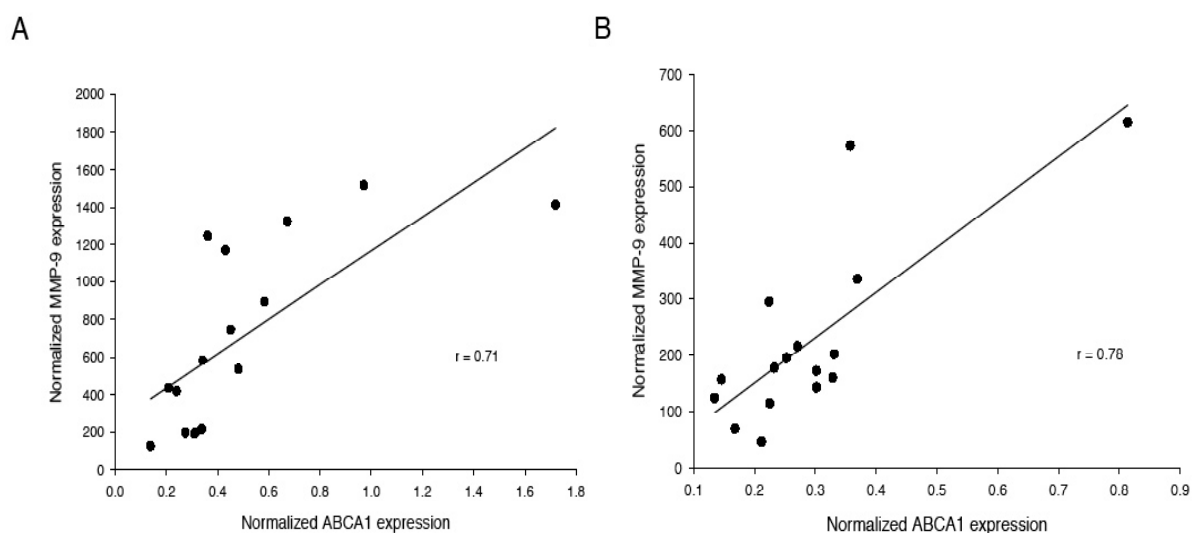 A
Normalized MMP-9 expression
2000
1800
1600
1400
1200
1000
800
600
400
200
0
r = 0.71
0.0 0.2 0.4 0.6 0.8 1.0 1.2 1.4 1.6 1.8
Normalized ABCA1 expression
B
Normalized MMP-9 expression
700
600
500
400
300
200
100
0
r = 0.78
0.1 0.2 0.3 0.4 0.5 0.6 0.7 0.8 0.9
Normalized ABCA1 expression